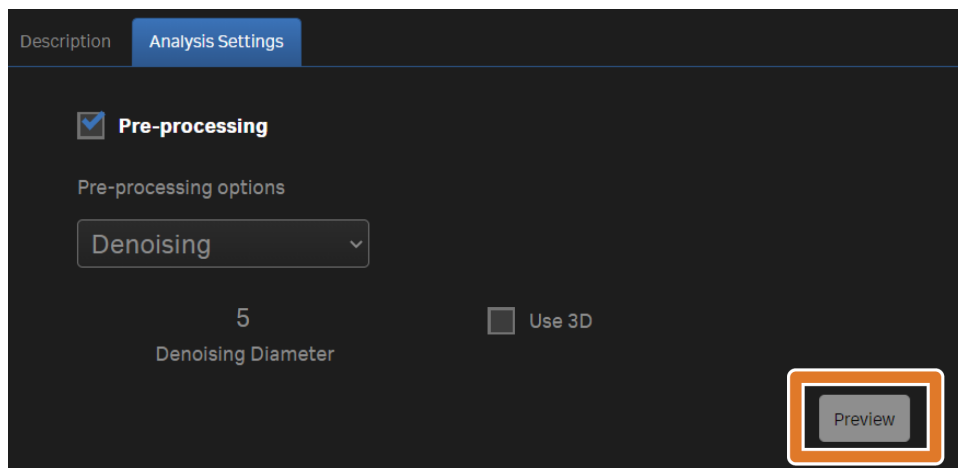 Description
Analysis Settings
Pre-processing
Pre-processing options
Denoising
5
Use 3D
Denoising Diameter
Preview